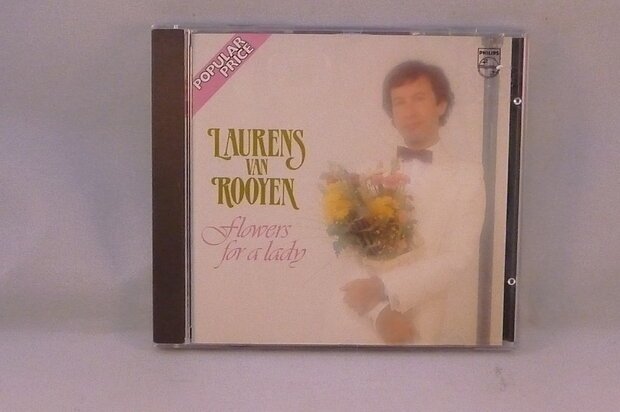 POPULAR
PRICE
PHILIPS
LAURENS
VAN
ROOYEN
Flowers
for a lady